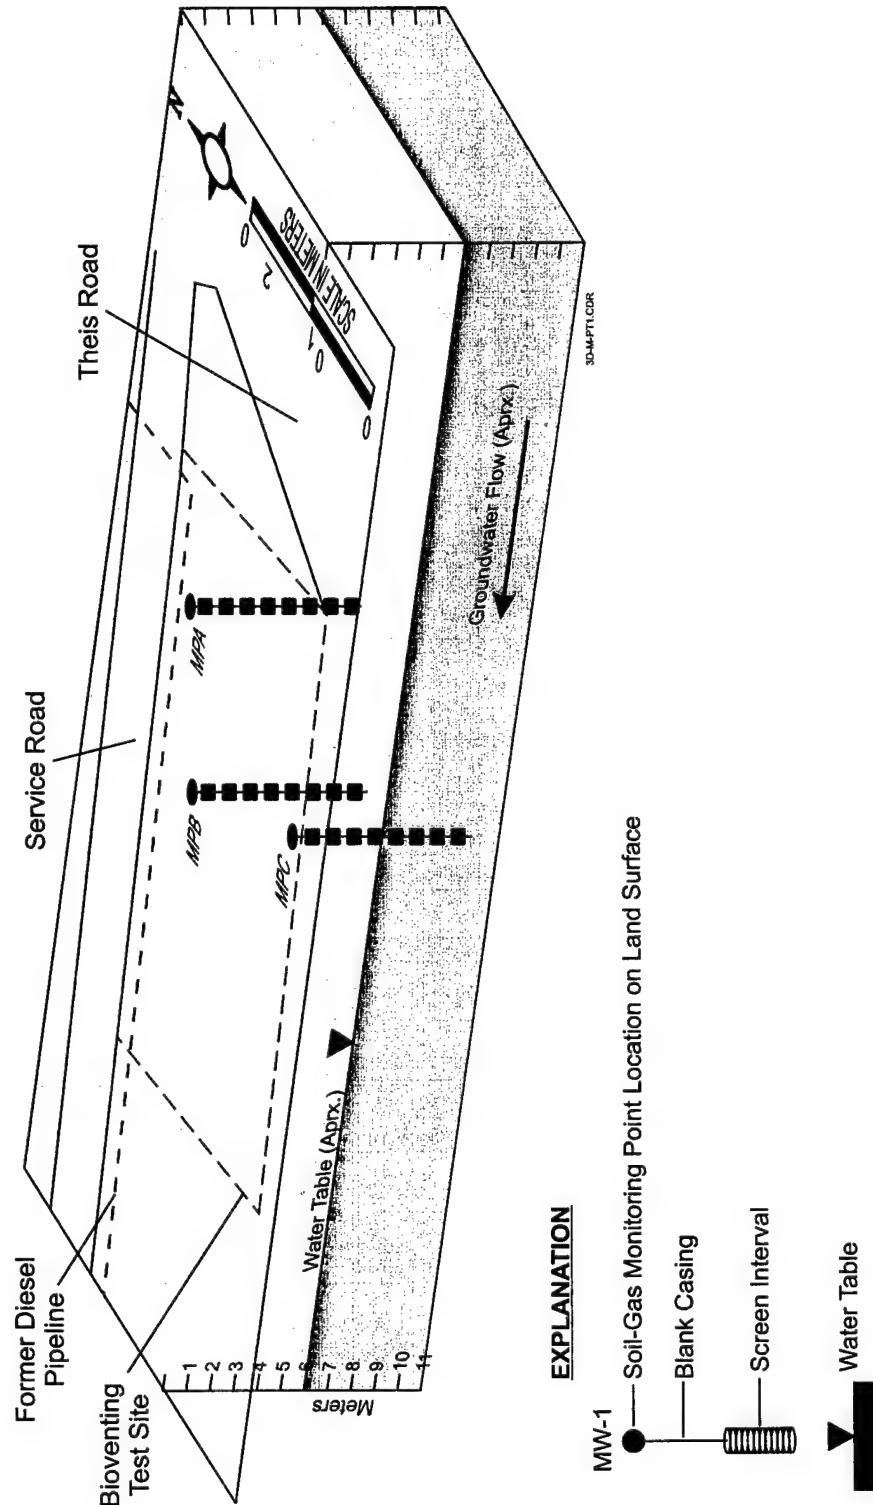 N
Theis Road
Service Road
Former Diesel
Pipeline
Bioventing
Test Site
MPA
MPB
MPC
0
2
0 1
0
SCALE IN METERS
3D-M-PT1.CDR
Groundwater Flow (Aprx.)
Water Table (Aprx.)
1
2
3
4
5
6
7
8
9
10
11
Meters
EXPLANATION
MW-1
Soil-Gas Monitoring Point Location on Land Surface
Blank Casing
Screen Interval
Water Table